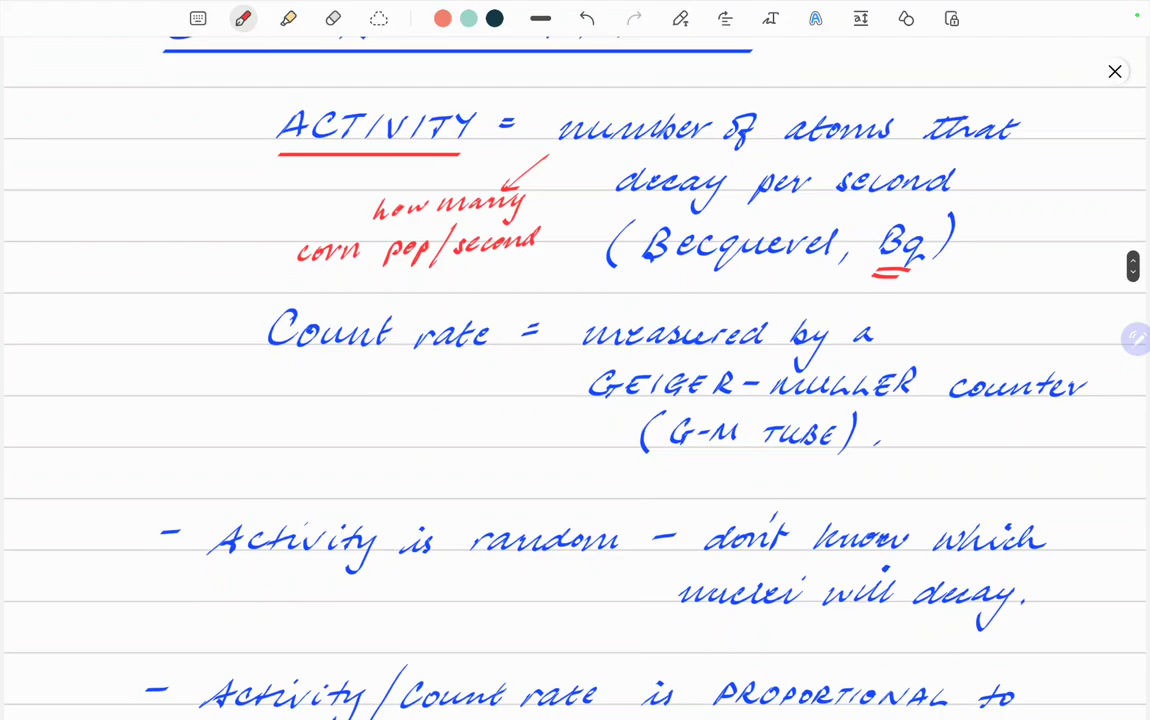 ACTIVITY = number of atoms that
decay per second
how many
corn pop/second
(Becquerel, Bq)
Count rate = measured by a
GEIGER-MULLER counter
(G-M TUBE).
- Activity is random - don't know which
nuclei will decay.
- Activity/Count rate is PROPORTIONAL to